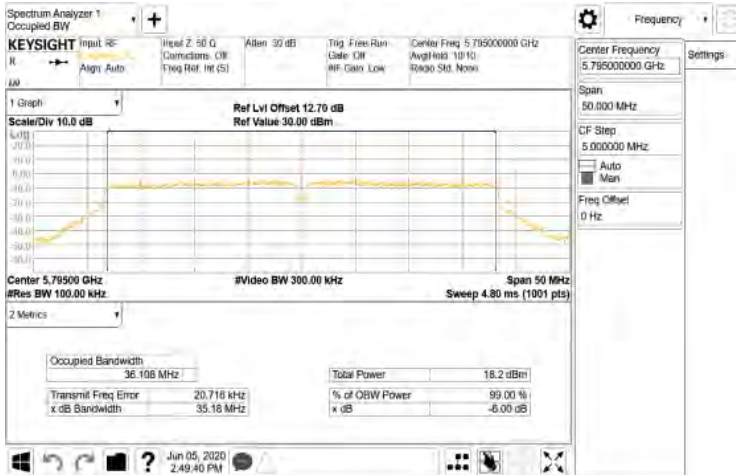 Spectrum Analyzer 1
Occupied BW
Frequency
KEYSIGHT
Input: RF
Input Z: 50 Ω
Atten: 30 dB
Trig: Free Run
Center Freq: 5.795000000 GHz
R
Corrections: Off
Gate: Off
Avg|Hold: 10/10
Align: Auto
Freq Ref: Int (S)
#IF Gain: Low
Radio Std: None
Center Frequency
5.795000000 GHz
Settings
Span
50.000 MHz
CF Step
5.000000 MHz
Auto
Man
Freq Offset
0 Hz
1 Graph
Scale/Div 10.0 dB
Ref Lvl Offset 12.70 dB
Ref Value 30.00 dBm
Center 5.79500 GHz
#Video BW 300.00 kHz
Span 50 MHz
#Res BW 100.00 kHz
Sweep 4.80 ms (1001 pts)
2 Metrics
Occupied Bandwidth
36.108 MHz
Total Power
18.2 dBm
Transmit Freq Error
20.716 kHz
% of OBW Power
99.00 %
x dB Bandwidth
35.18 MHz
x dB
-6.00 dB
Jun 05, 2020
2:49:40 PM